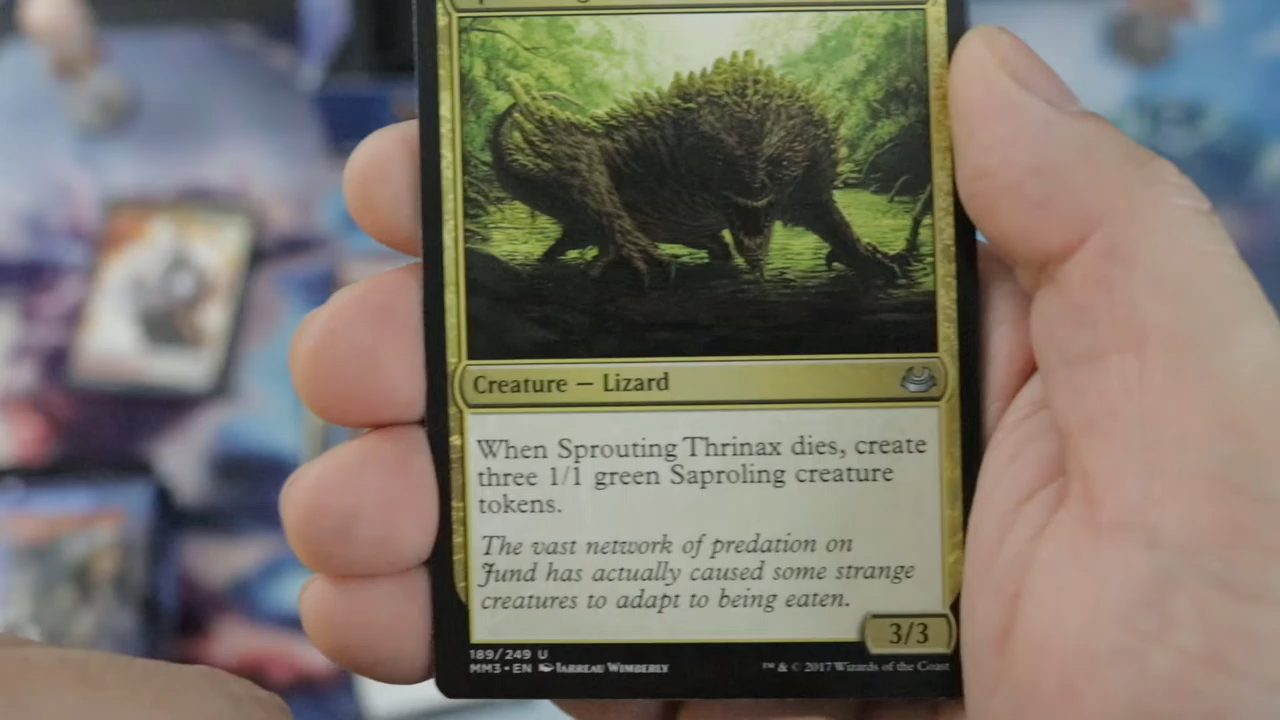 Creature — Lizard
When Sprouting Thrinax dies, create
three 1/1 green Saproling creature
tokens.
The vast network of predation on
Jund has actually caused some strange
creatures to adapt to being eaten.
3/3
189/249 U
MM3 • EN Jarreau Wimberly
™ & © 2017 Wizards of the Coast